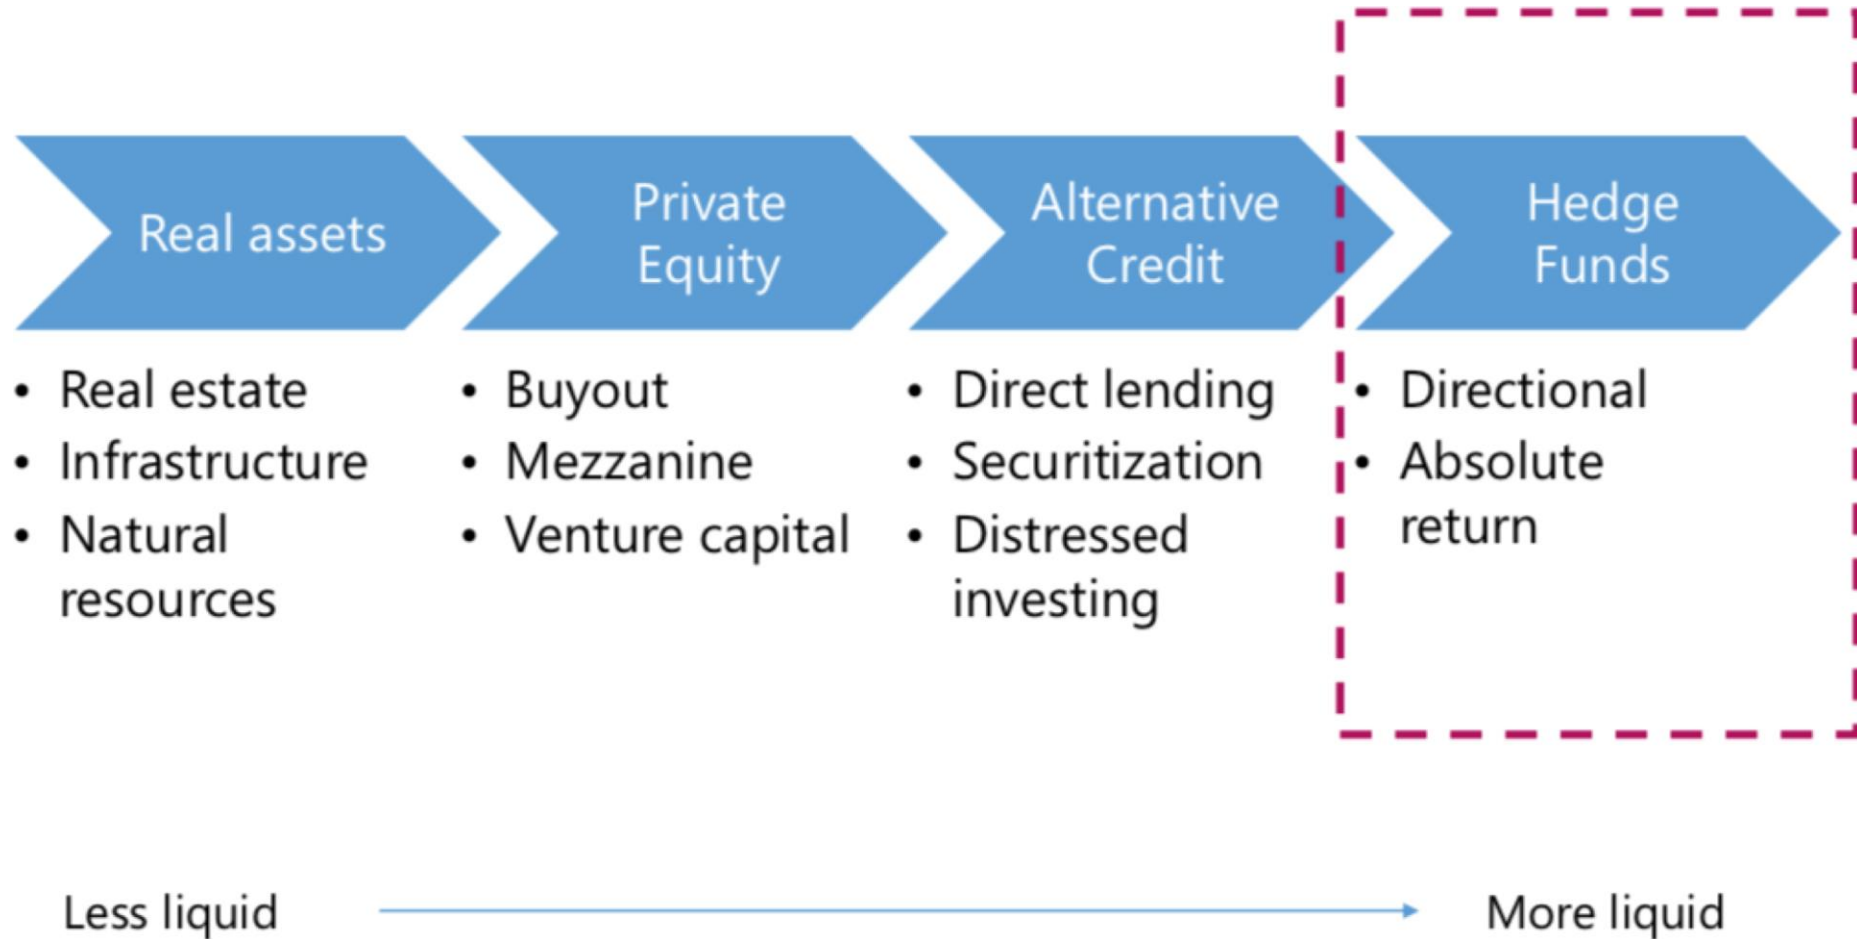 Real assets
Private
Equity
Alternative
Credit
Hedge
Funds
• Real estate
• Infrastructure
• Natural
resources
• Buyout
• Mezzanine
• Venture capital
• Direct lending
• Securitization
• Distressed
investing
• Directional
• Absolute
return
Less liquid
More liquid